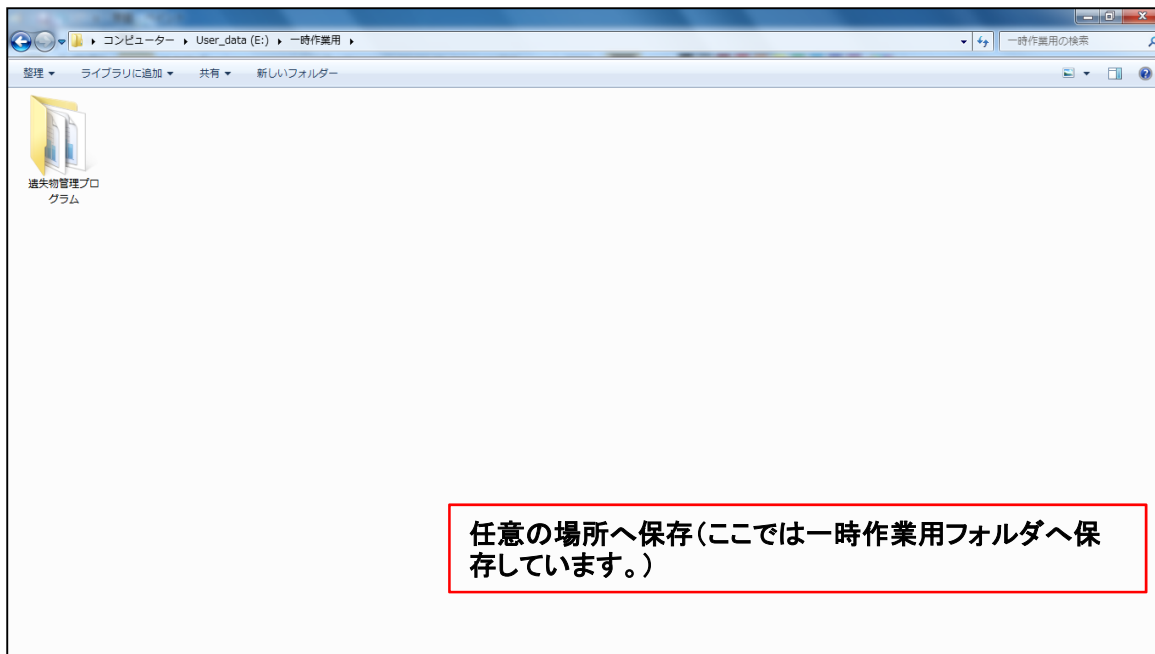 コンピューター ▸ User_data (E:) ▸ 一時作業用 ▸
一時作業用の検索
整理 ▼ ライブラリに追加 ▼ 共有 ▼ 新しいフォルダー
遺失物管理プロ
グラム
任意の場所へ保存(ここでは一時作業用フォルダへ保
存しています。)